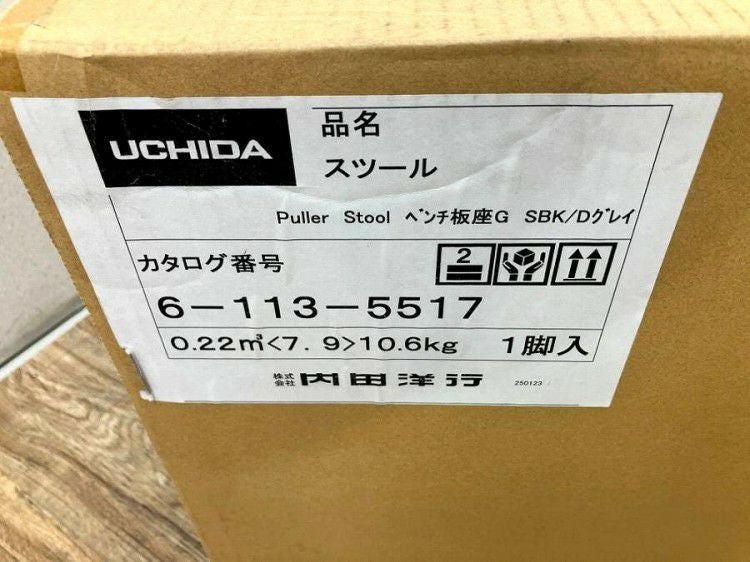 UCHIDA
品名
スツール
Puller Stool ﾍﾞﾝﾁ板座G SBK/Dｸﾞﾚｲ
カタログ番号
2
6-113-5517
0.22㎥<7.9>10.6kg 1脚入
株式会社 内田洋行 250123